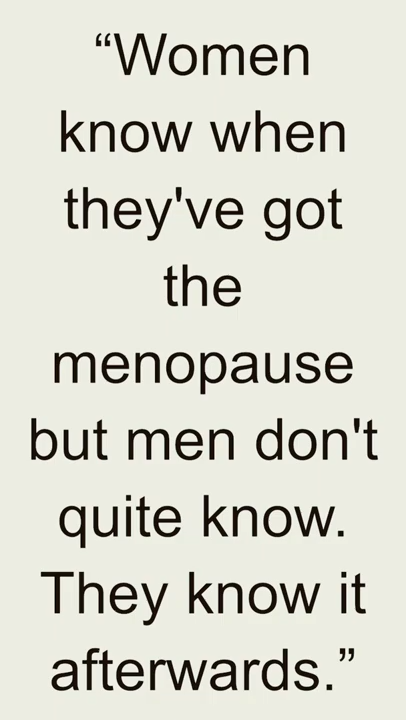 “Women
know when
they've got
the
menopause
but men don't
quite know.
They know it
afterwards.”